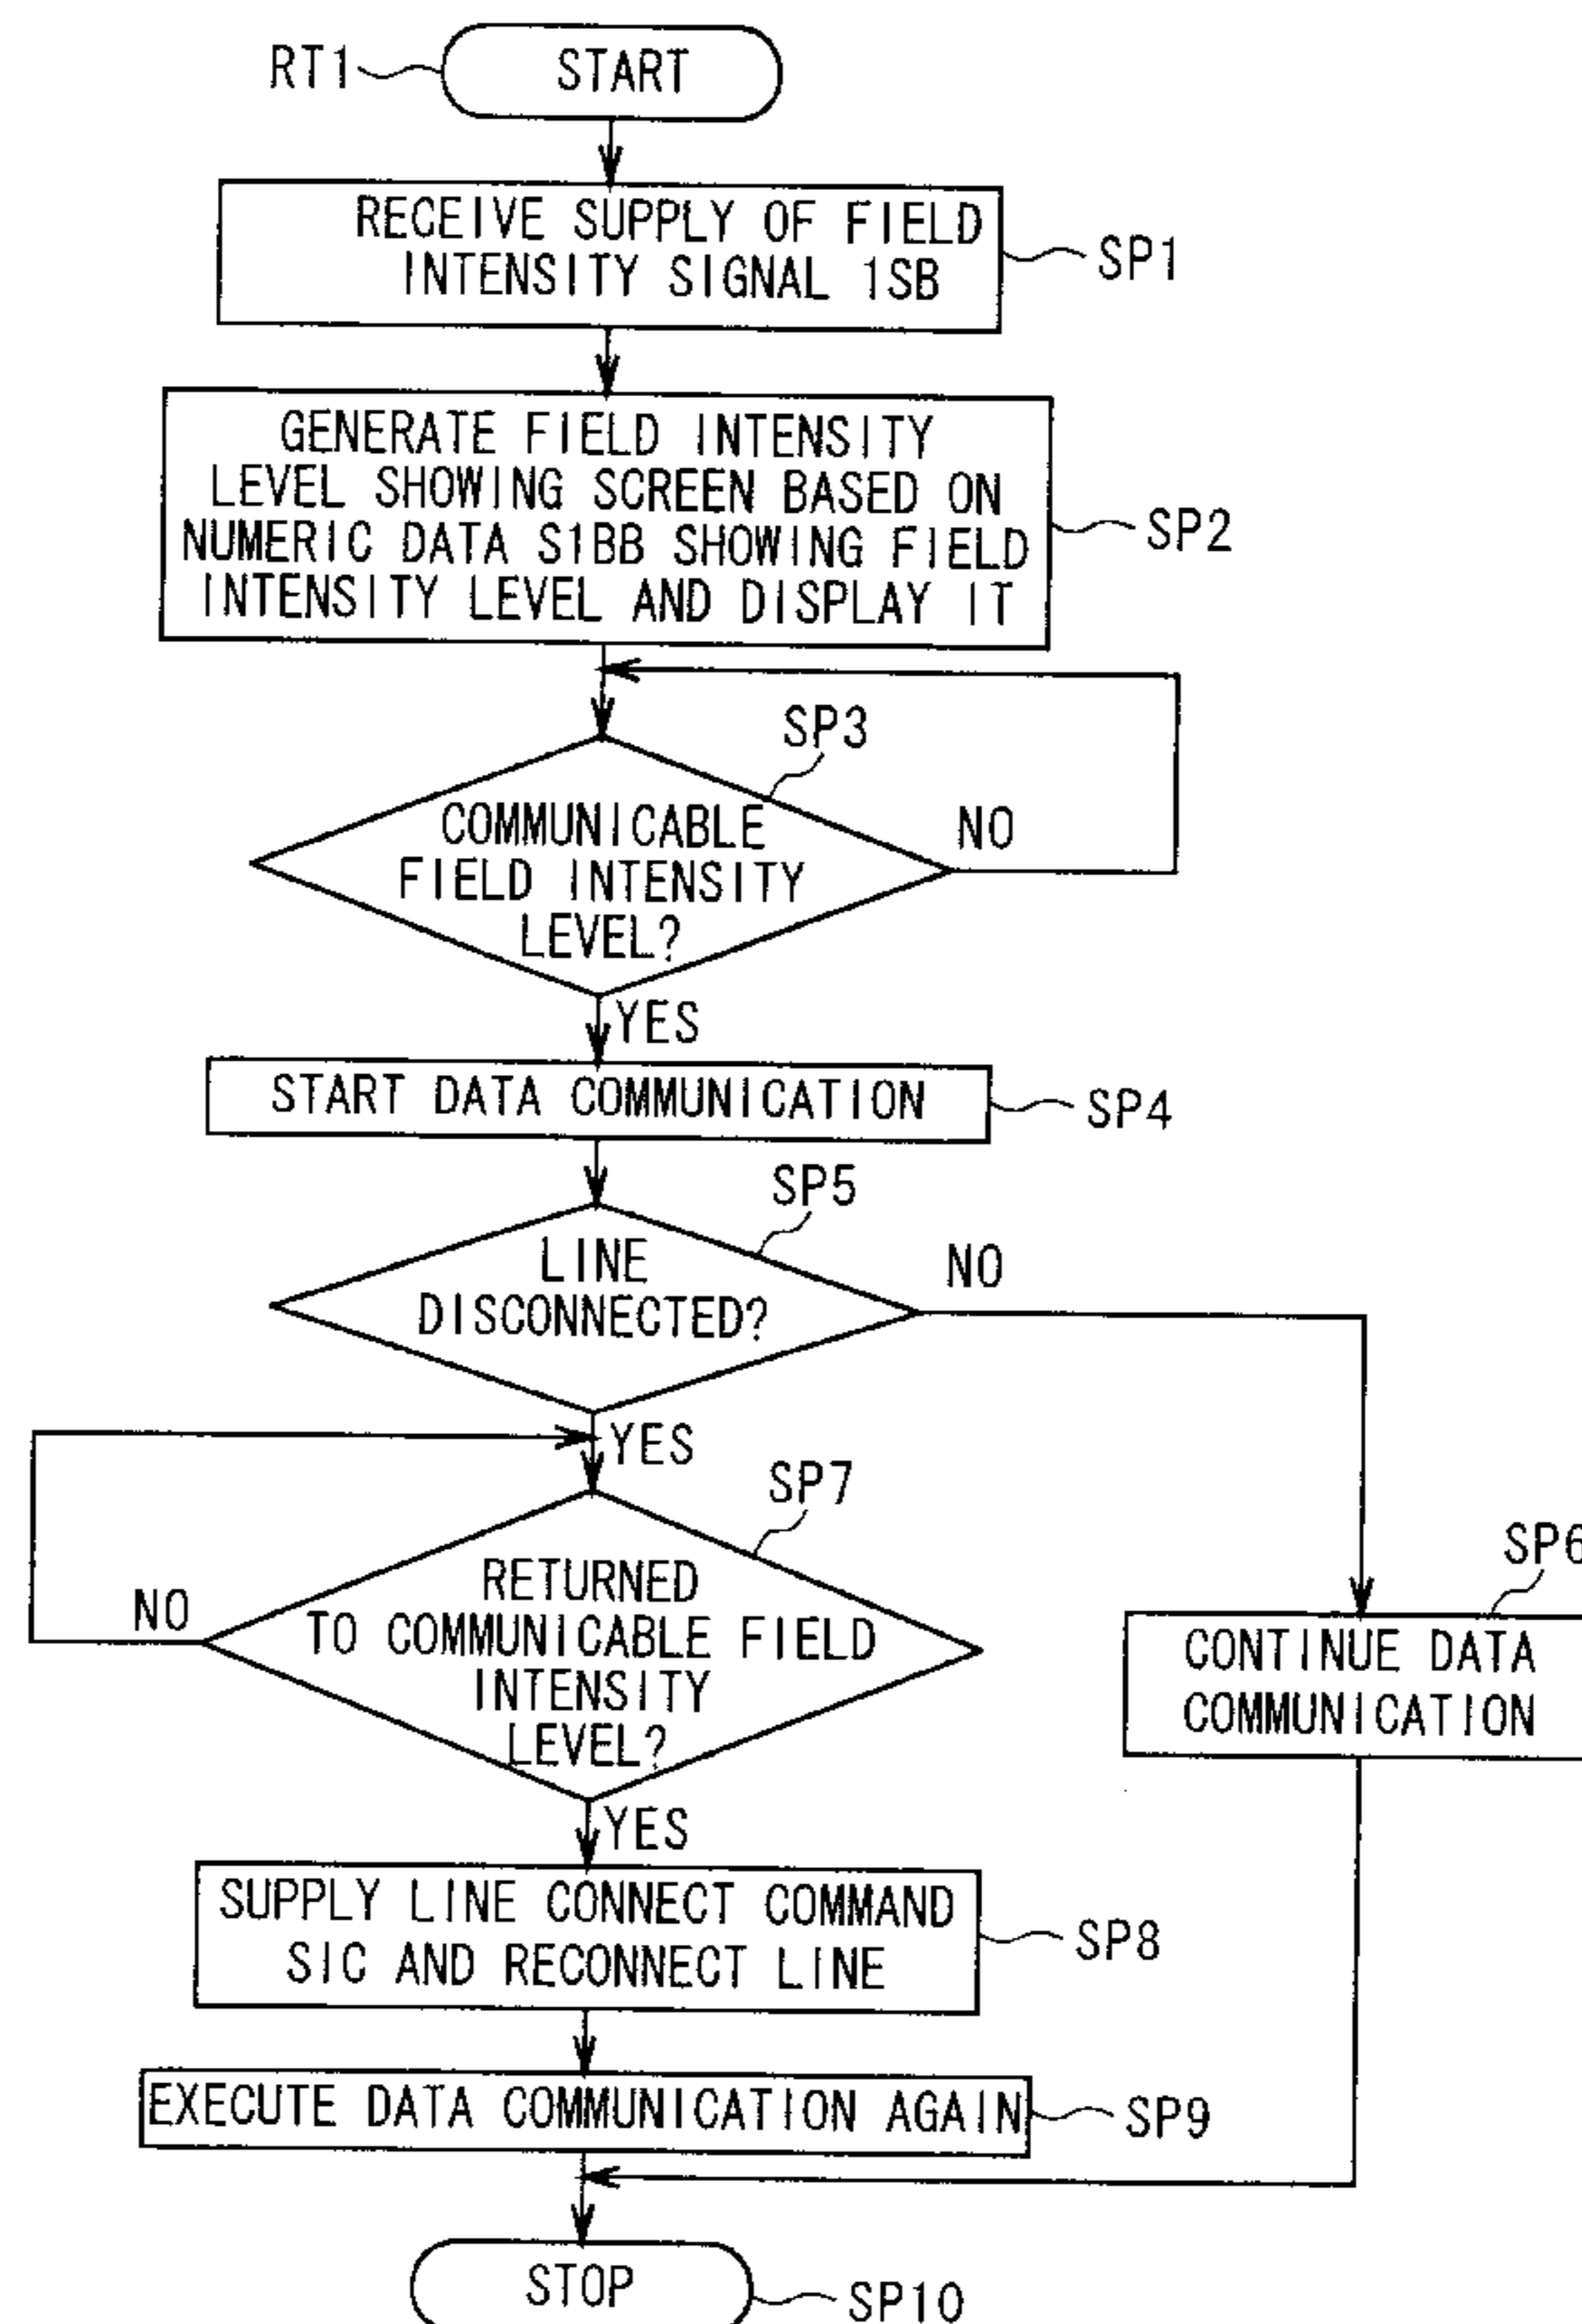 RT1
START
RECEIVE SUPPLY OF FIELD
INTENSITY SIGNAL 1SB
SP1
GENERATE FIELD INTENSITY
LEVEL SHOWING SCREEN BASED ON
NUMERIC DATA S1BB SHOWING FIELD
INTENSITY LEVEL AND DISPLAY IT
SP2
SP3
COMMUNICABLE
FIELD INTENSITY
LEVEL?
NO
YES
START DATA COMMUNICATION
SP4
SP5
LINE
DISCONNECTED?
NO
YES
SP7
RETURNED
TO COMMUNICABLE FIELD
INTENSITY
LEVEL?
NO
SP6
CONTINUE DATA
COMMUNICATION
YES
SUPPLY LINE CONNECT COMMAND
SIC AND RECONNECT LINE
SP8
EXECUTE DATA COMMUNICATION AGAIN
SP9
STOP
SP10